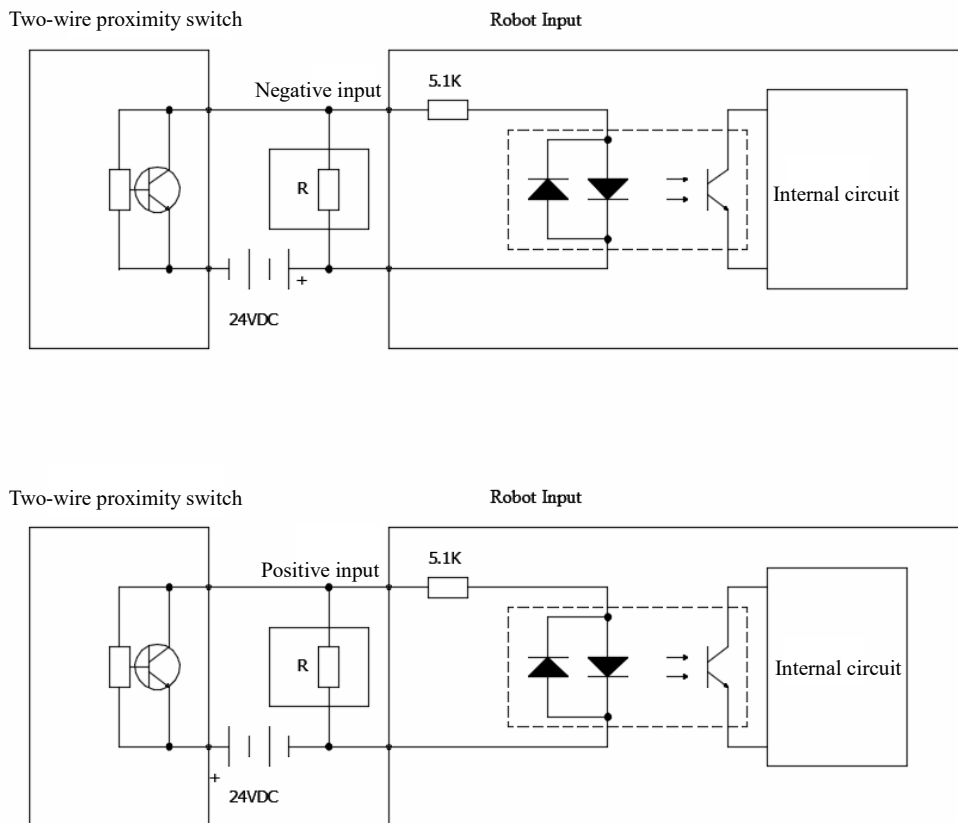 Two-wire proximity switch
Robot Input
Negative input
5.1K
R
Internal circuit
+
24VDC
Two-wire proximity switch
Robot Input
Positive input
5.1K
R
Internal circuit
+
24VDC